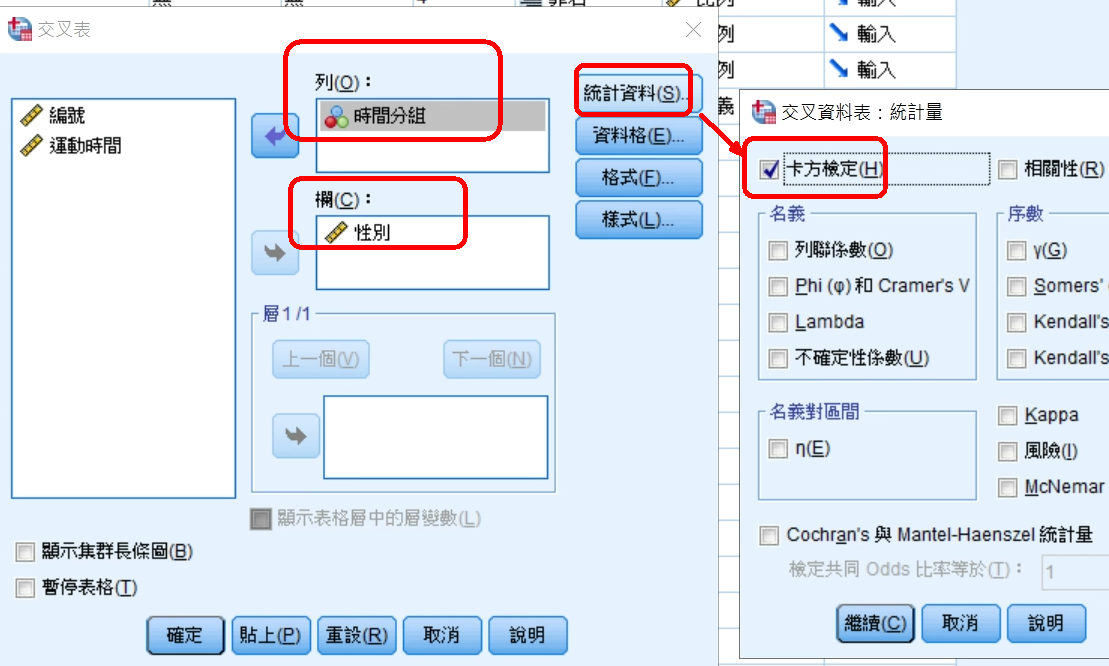 無
無
4
靠右
比例
輸入
交叉表
列
輸入
列
輸入
義
列(O)：
時間分組
編號
運動時間
欄(C)：
性別
層 1 /1
上一個(V)
下一個(N)
顯示表格層中的層變數(L)
顯示集群長條圖(B)
暫停表格(T)
確定
貼上(P)
重設(R)
取消
說明
統計資料(S)...
資料格(E)...
格式(F)...
樣式(L)...
交叉資料表：統計量
卡方檢定(H)
相關性(R)
名義
列聯係數(O)
Phi (φ) 和 Cramer's V
Lambda
不確定性係數(U)
序數
γ(G)
Somers'
Kendall's
Kendall's
名義對區間
η(E)
Kappa
風險(I)
McNemar
Cochran's 與 Mantel-Haenszel 統計量
檢定共同 Odds 比率等於(T)：
1
繼續(C)
取消
說明